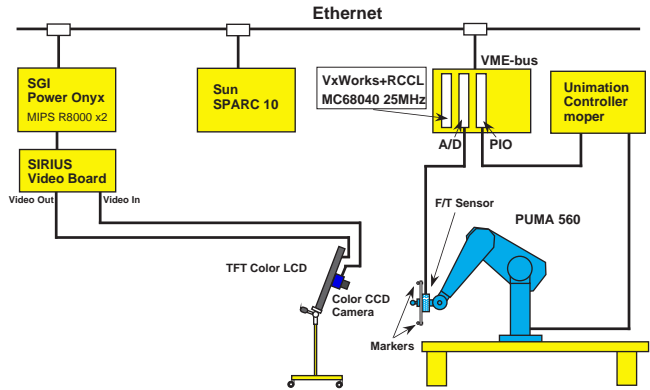 Ethernet
SGI
Power Onyx
MIPS R8000 x2
Sun
SPARC 10
VxWorks+RCCL
MC68040 25MHz
VME-bus
A/D
PIO
Unimation
Controller
moper
SIRIUS
Video Board
Video Out
Video In
F/T Sensor
PUMA 560
TFT Color LCD
Color CCD
Camera
Markers